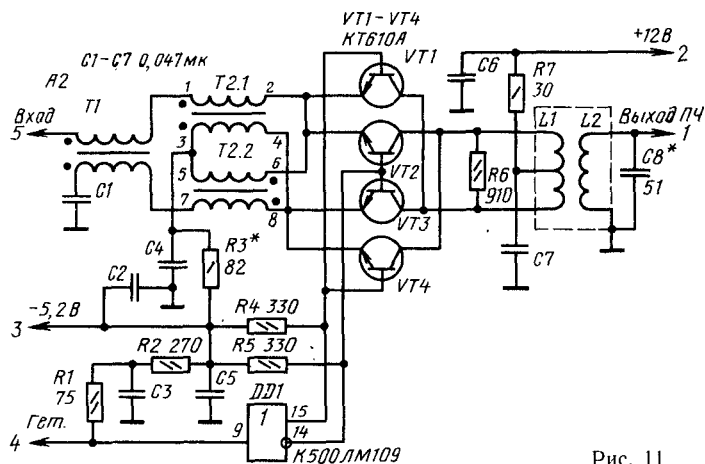 VT1-VT4
КТ610А
A2
C1-C7 0,047мк
T1
1
T2.1
2
VT1
C6
R7
30
+12В
2
Вход
5
3
T2.2
4
5
6
7
8
C1
VT2
VT3
VT4
R6
910
L1
L2
Выход ПЧ
1
C8*
51
C7
C4
R3*
82
C2
-5,2В
3
R4 330
R2 270
R5 330
R1
75
C3
C5
DD1
1
15
14
9
Гет.
4
К500ЛМ109
Рис. 11